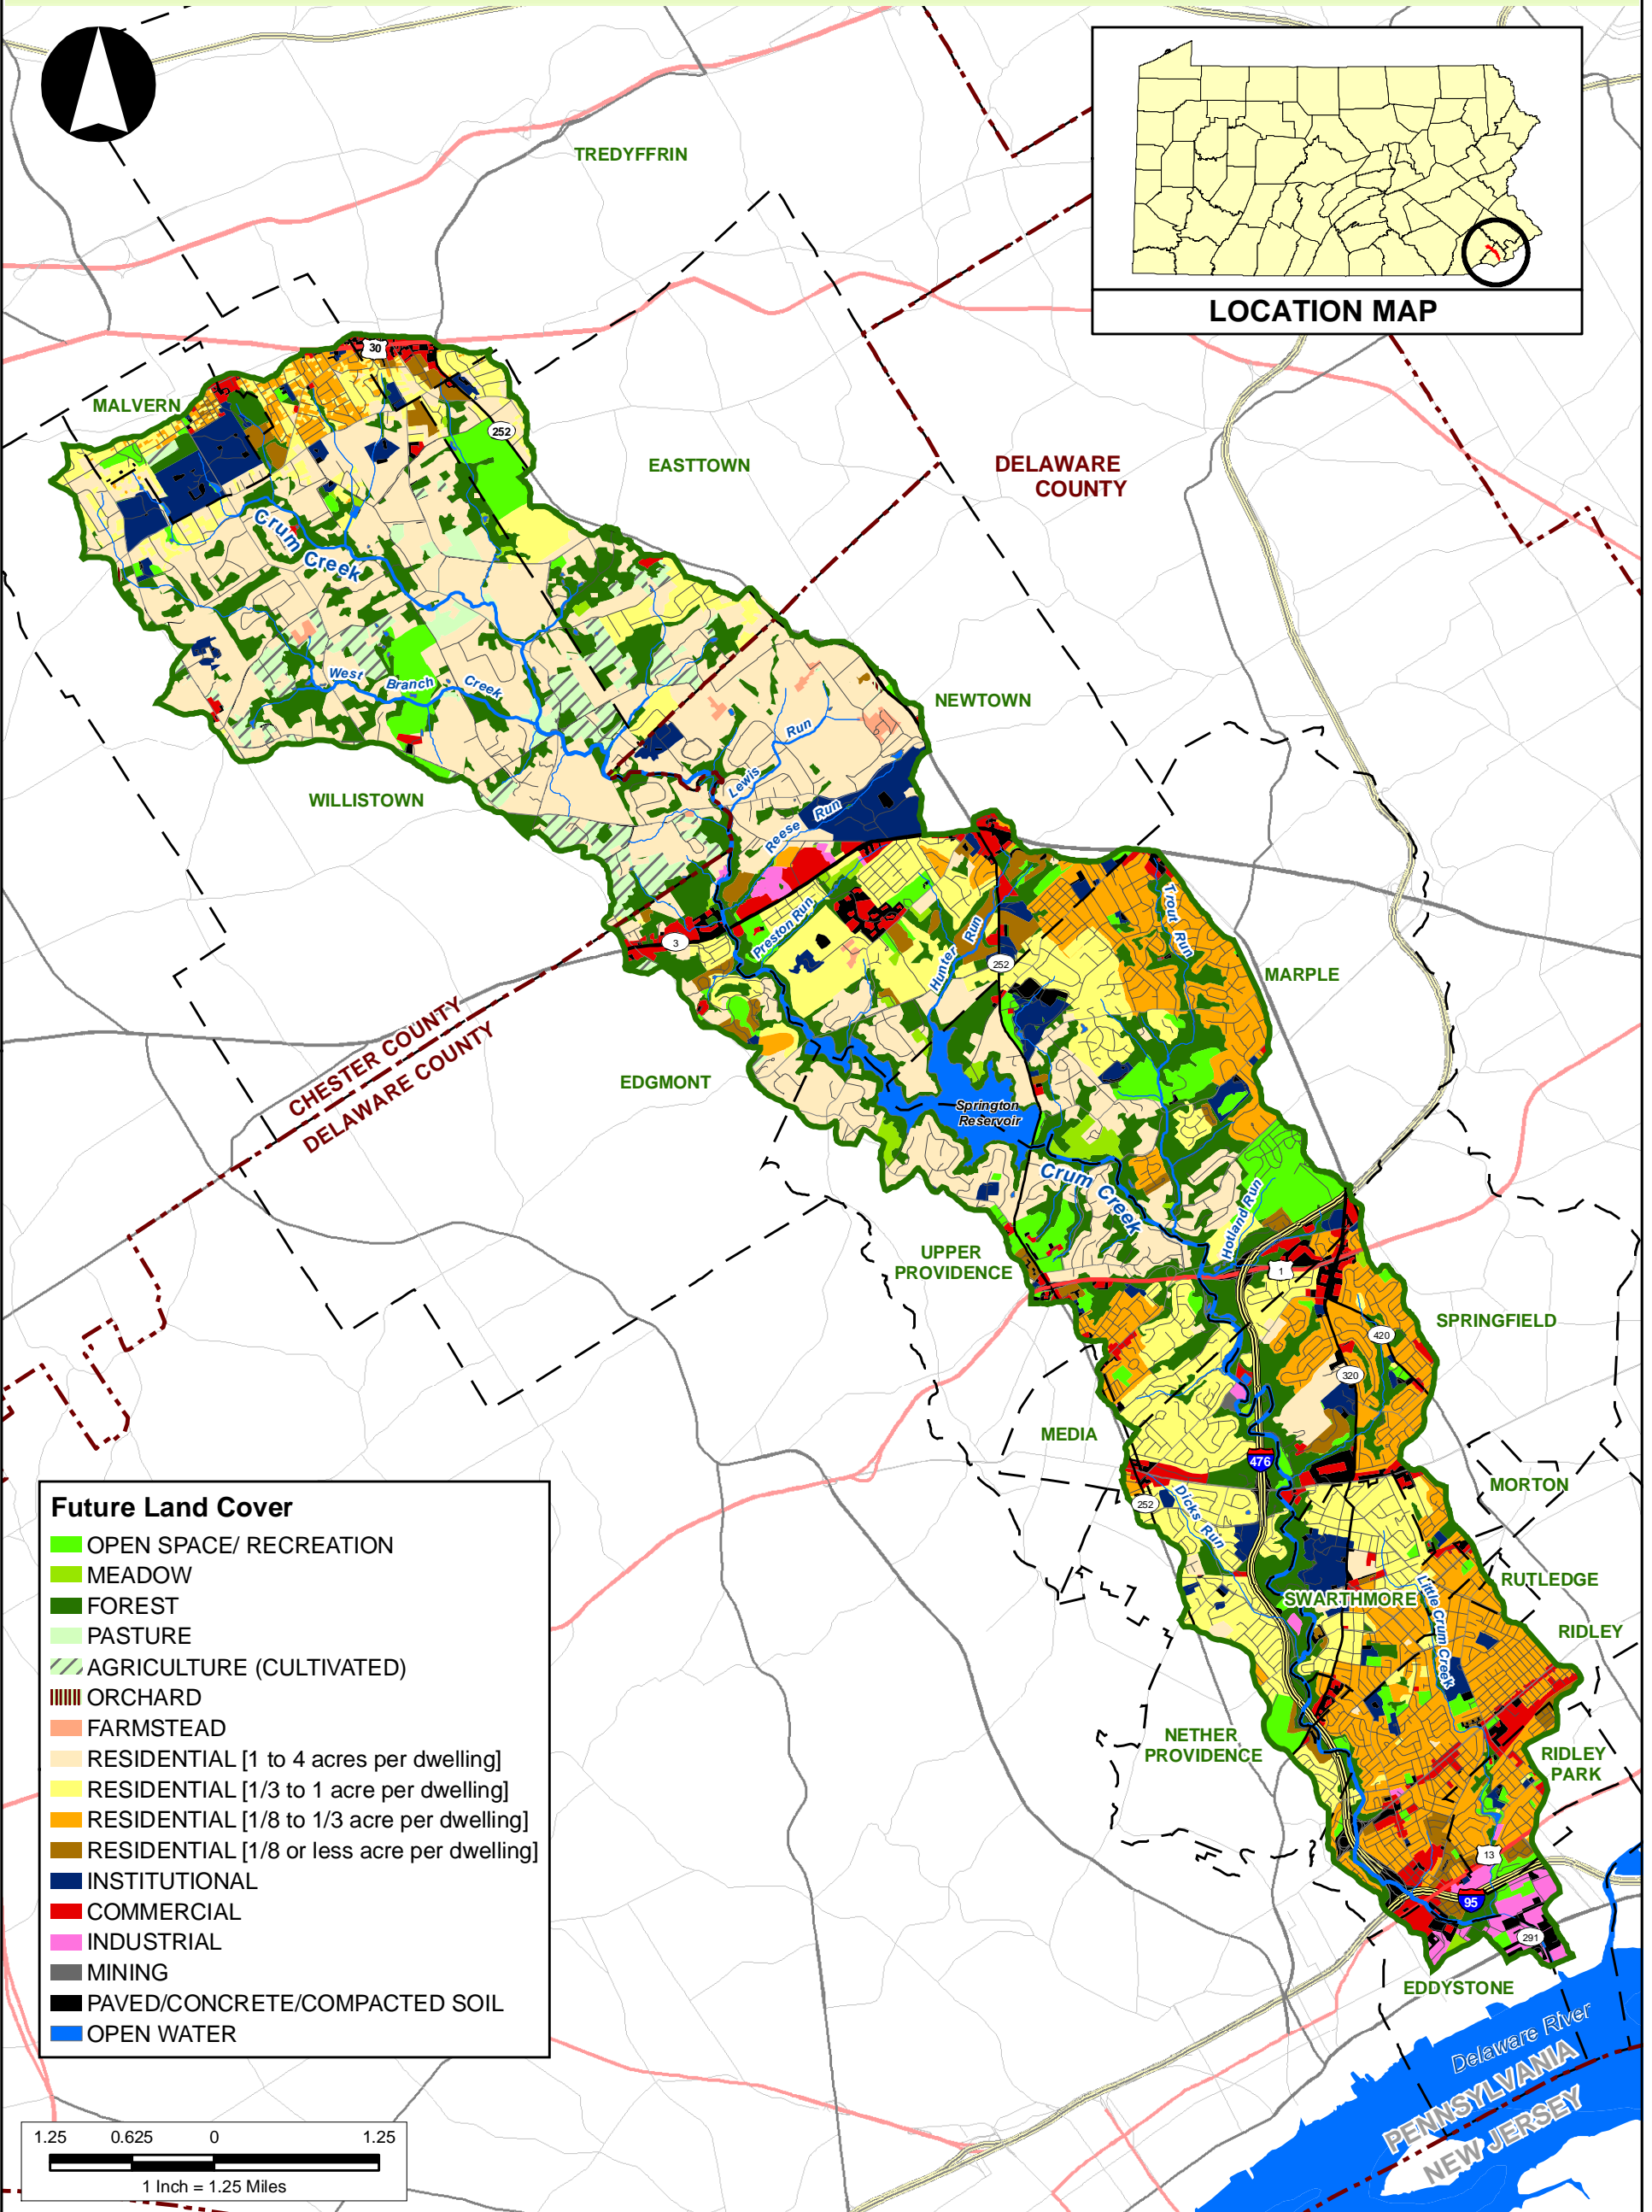 TREDYFFRIN
LOCATION MAP
30
MALVERN
252
EASTTOWN
DELAWARE
COUNTY
Crum Creek
West Branch Creek
NEWTOWN
Lewis Run
WILLISTOWN
Reese Run
Preston Run
3
Hunter Run
252
Trout Run
MARPLE
CHESTER COUNTY
DELAWARE COUNTY
EDGMONT
Springton
Reservoir
Crum Creek
Hotland Run
UPPER
PROVIDENCE
1
SPRINGFIELD
420
320
MEDIA
476
MORTON
252
Dicks Run
RUTLEDGE
SWARTHMORE
Little Crum Creek
RIDLEY
NETHER
PROVIDENCE
RIDLEY
PARK
13
95
291
EDDYSTONE
Delaware River
PENNSYLVANIA
NEW JERSEY
Future Land Cover
OPEN SPACE/ RECREATION
MEADOW
FOREST
PASTURE
AGRICULTURE (CULTIVATED)
ORCHARD
FARMSTEAD
RESIDENTIAL [1 to 4 acres per dwelling]
RESIDENTIAL [1/3 to 1 acre per dwelling]
RESIDENTIAL [1/8 to 1/3 acre per dwelling]
RESIDENTIAL [1/8 or less acre per dwelling]
INSTITUTIONAL
COMMERCIAL
INDUSTRIAL
MINING
PAVED/CONCRETE/COMPACTED SOIL
OPEN WATER
1.25 0.625 0 1.25
1 Inch = 1.25 Miles